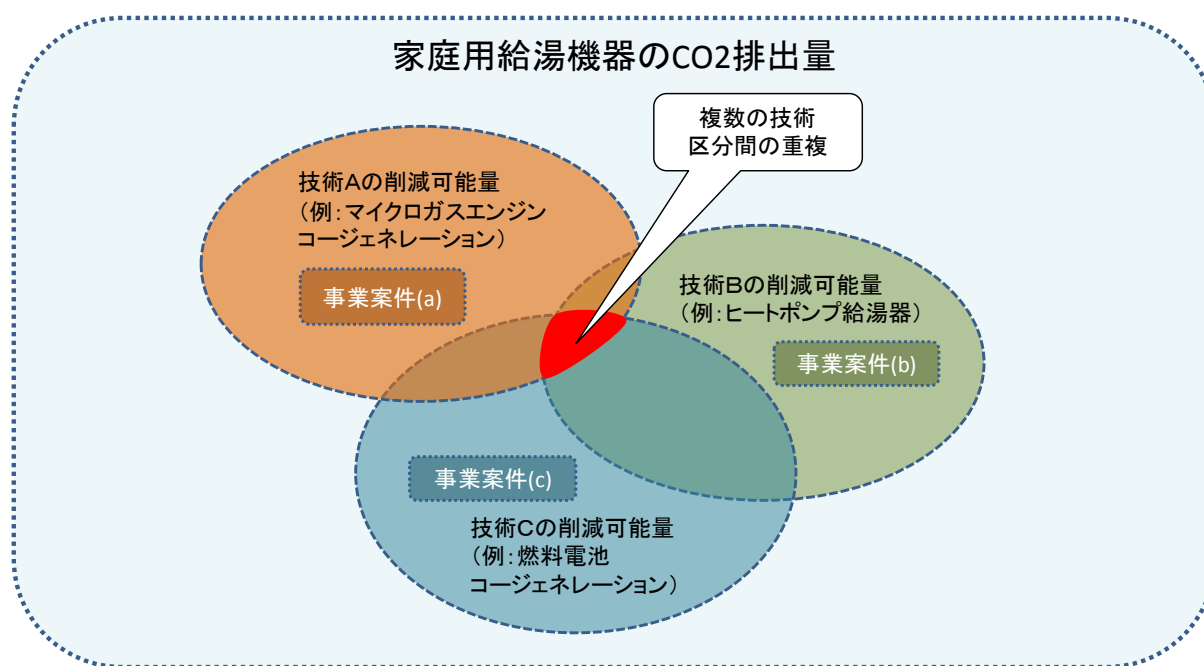 家庭用給湯機器のCO2排出量
複数の技術
区分間の重複
技術Aの削減可能量
（例：マイクロガスエンジン
コージェネレーション）
事業案件(a)
技術Bの削減可能量
（例：ヒートポンプ給湯器）
事業案件(b)
事業案件(c)
技術Cの削減可能量
（例：燃料電池
コージェネレーション）